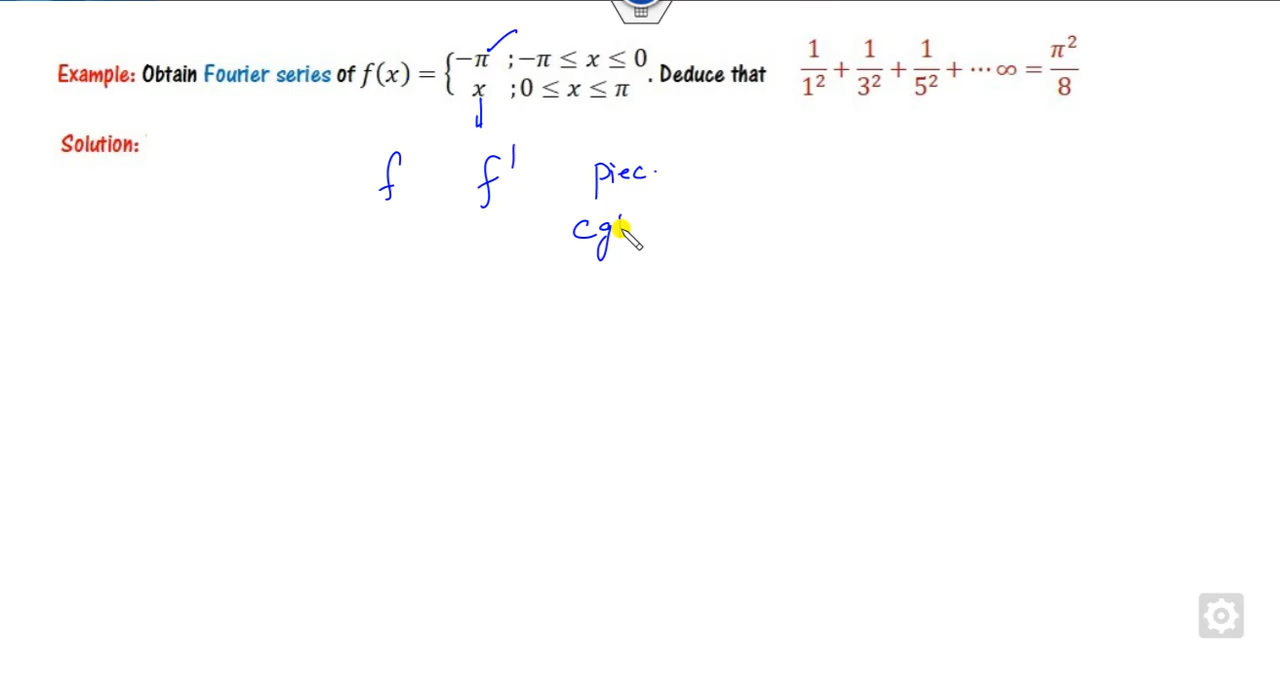 Example: Obtain Fourier series of f(x) = { −π ; −π ≤ x ≤ 0
x ; 0 ≤ x ≤ π . Deduce that 1/1² + 1/3² + 1/5² + ⋯ ∞ = π²/8
Solution:
f f' piec.